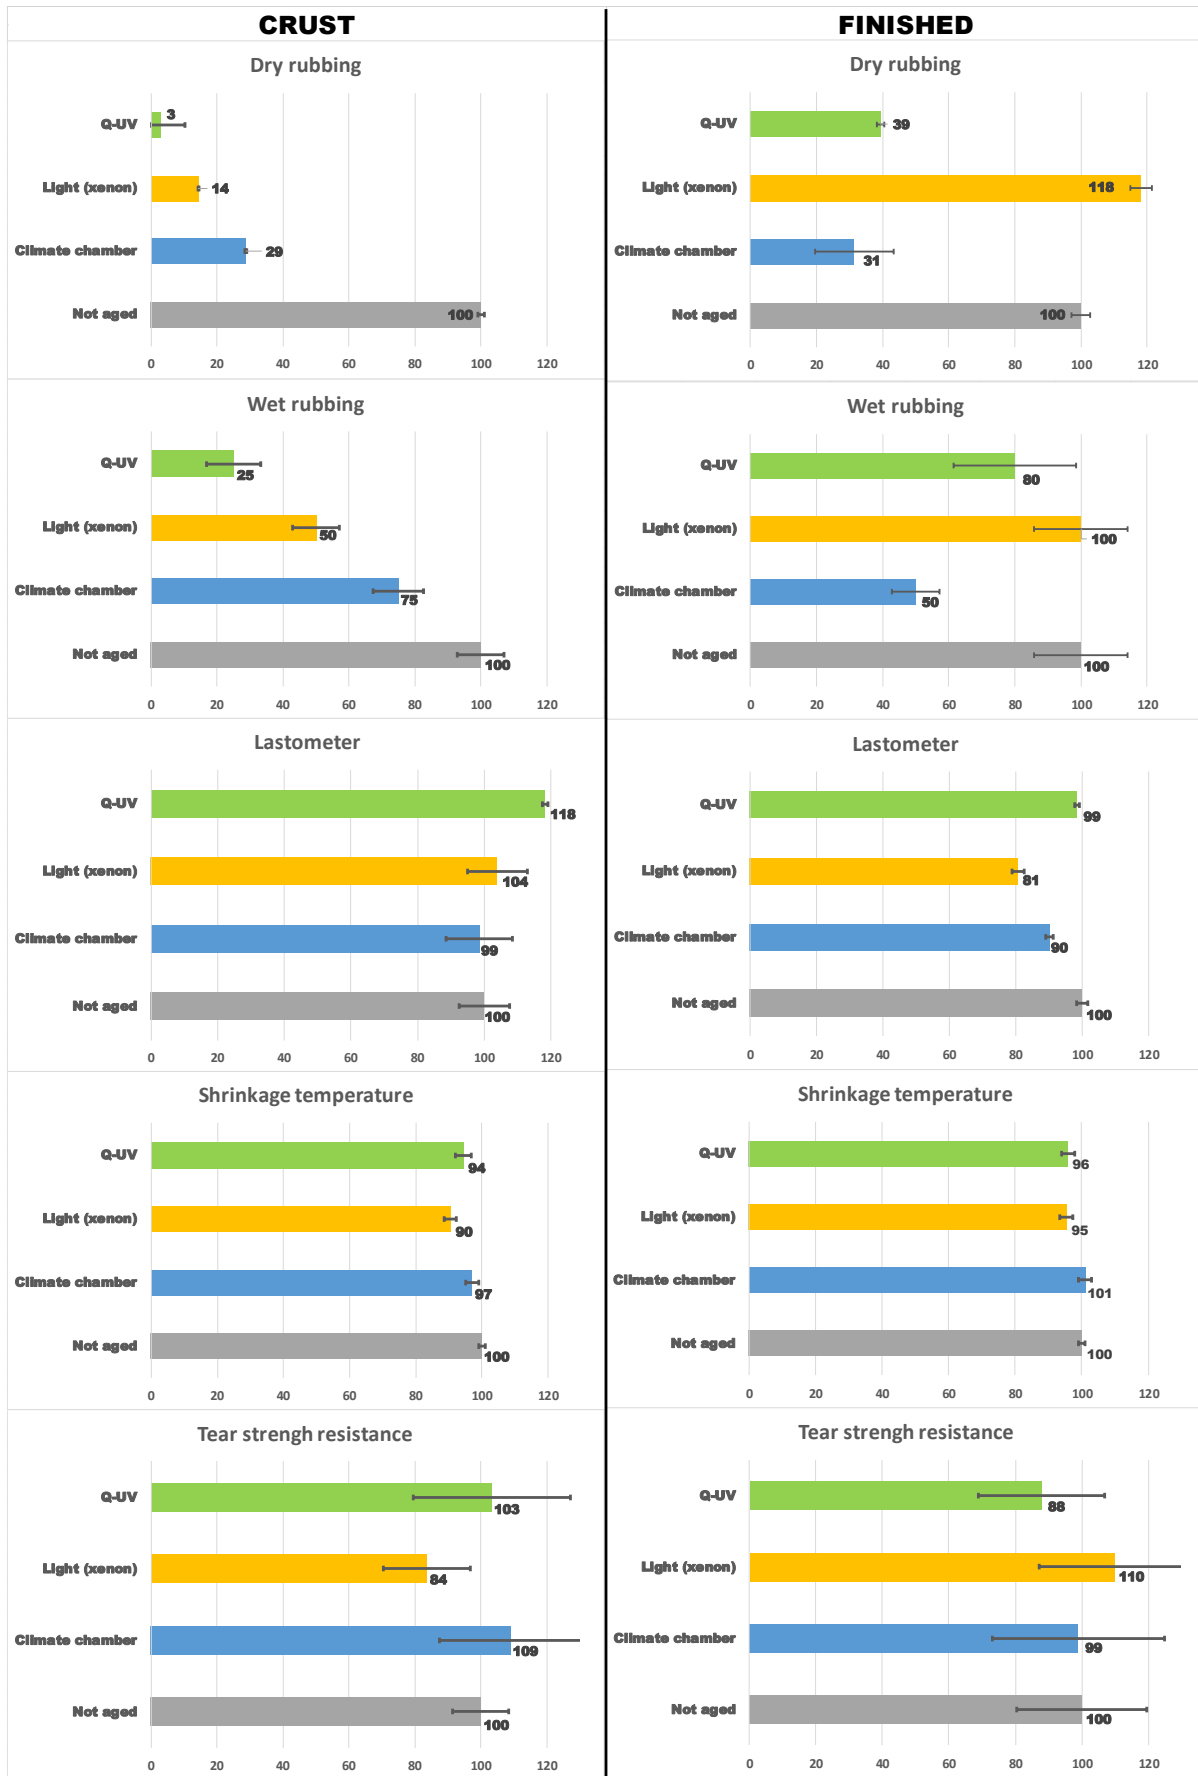 CRUST
Dry rubbing
Q-UV
3
Light (xenon)
14
Climate chamber
29
Not aged
100
0 20 40 60 80 100 120
Wet rubbing
Q-UV
25
Light (xenon)
50
Climate chamber
75
Not aged
100
0 20 40 60 80 100 120
Lastometer
Q-UV
118
Light (xenon)
104
Climate chamber
99
Not aged
100
0 20 40 60 80 100 120
Shrinkage temperature
Q-UV
94
Light (xenon)
90
Climate chamber
97
Not aged
100
0 20 40 60 80 100 120
Tear strengh resistance
Q-UV
103
Light (xenon)
84
Climate chamber
109
Not aged
100
0 20 40 60 80 100 120
FINISHED
Dry rubbing
Q-UV
39
Light (xenon)
118
Climate chamber
31
Not aged
100
0 20 40 60 80 100 120
Wet rubbing
Q-UV
80
Light (xenon)
100
Climate chamber
50
Not aged
100
0 20 40 60 80 100 120
Lastometer
Q-UV
99
Light (xenon)
81
Climate chamber
90
Not aged
100
0 20 40 60 80 100 120
Shrinkage temperature
Q-UV
96
Light (xenon)
95
Climate chamber
101
Not aged
100
0 20 40 60 80 100 120
Tear strengh resistance
Q-UV
88
Light (xenon)
110
Climate chamber
99
Not aged
100
0 20 40 60 80 100 120